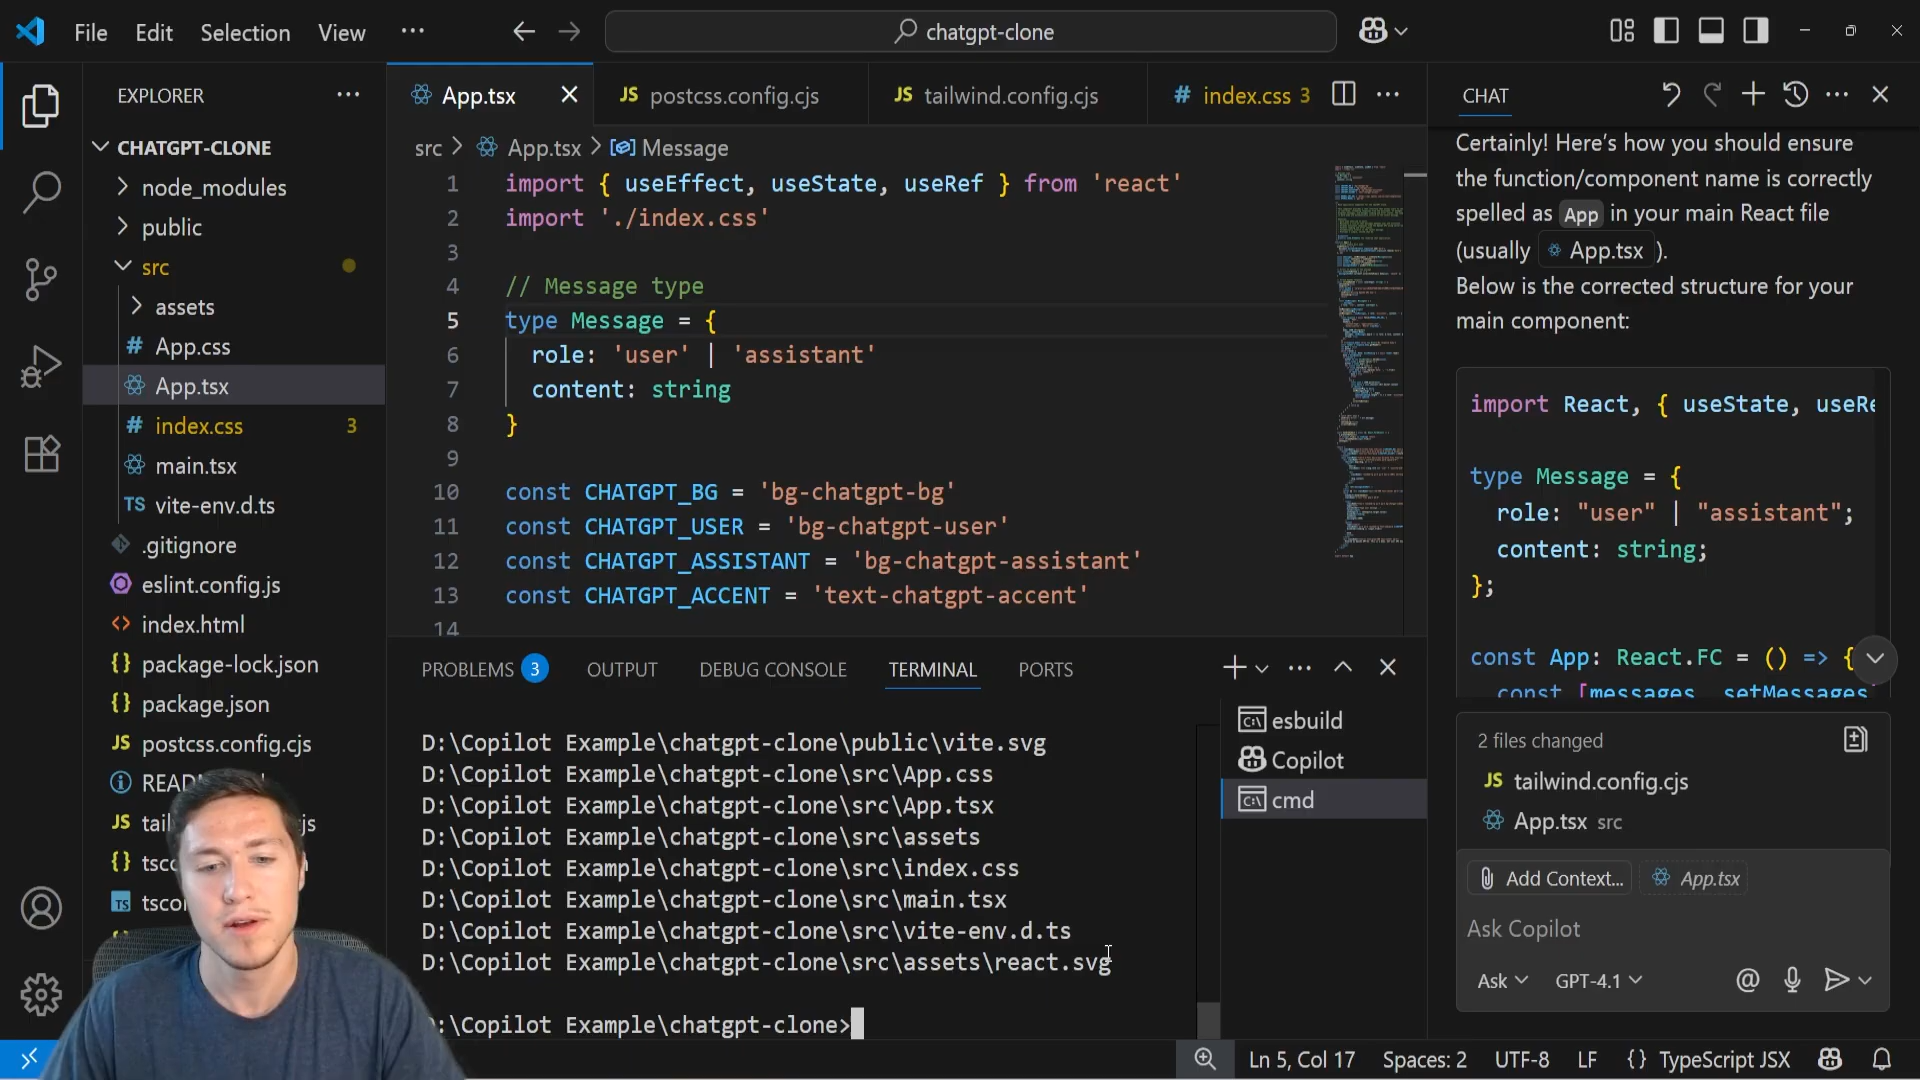 File Edit Selection View ··· chatgpt-clone
EXPLORER
CHATGPT-CLONE
node_modules
public
src
assets
App.css
App.tsx
index.css 3
main.tsx
vite-env.d.ts
.gitignore
eslint.config.js
index.html
package-lock.json
package.json
postcss.config.cjs
App.tsx
JS postcss.config.cjs
JS tailwind.config.cjs
# index.css 3
src > App.tsx > Message
1 import { useEffect, useState, useRef } from 'react'
2 import './index.css'
3
4 // Message type
5 type Message = {
6 role: 'user' | 'assistant'
7 content: string
8 }
9
10 const CHATGPT_BG = 'bg-chatgpt-bg'
11 const CHATGPT_USER = 'bg-chatgpt-user'
12 const CHATGPT_ASSISTANT = 'bg-chatgpt-assistant'
13 const CHATGPT_ACCENT = 'text-chatgpt-accent'
14
PROBLEMS 3 OUTPUT DEBUG CONSOLE TERMINAL PORTS
D:\Copilot Example\chatgpt-clone\public\vite.svg
D:\Copilot Example\chatgpt-clone\src\App.css
D:\Copilot Example\chatgpt-clone\src\App.tsx
D:\Copilot Example\chatgpt-clone\src\assets
D:\Copilot Example\chatgpt-clone\src\index.css
D:\Copilot Example\chatgpt-clone\src\main.tsx
D:\Copilot Example\chatgpt-clone\src\vite-env.d.ts
D:\Copilot Example\chatgpt-clone\src\assets\react.svg
:\Copilot Example\chatgpt-clone>
esbuild
Copilot
cmd
CHAT
Certainly! Here's how you should ensure
the function/component name is correctly
spelled as App in your main React file
(usually App.tsx ).
Below is the corrected structure for your
main component:
import React, { useState, useRe
type Message = {
role: "user" | "assistant";
content: string;
};
const App: React.FC = () => {
const [messages, setMessages
2 files changed
JS tailwind.config.cjs
App.tsx src
Add Context... App.tsx
Ask Copilot
Ask GPT-4.1
Ln 5, Col 17 Spaces: 2 UTF-8 LF {} TypeScript JSX